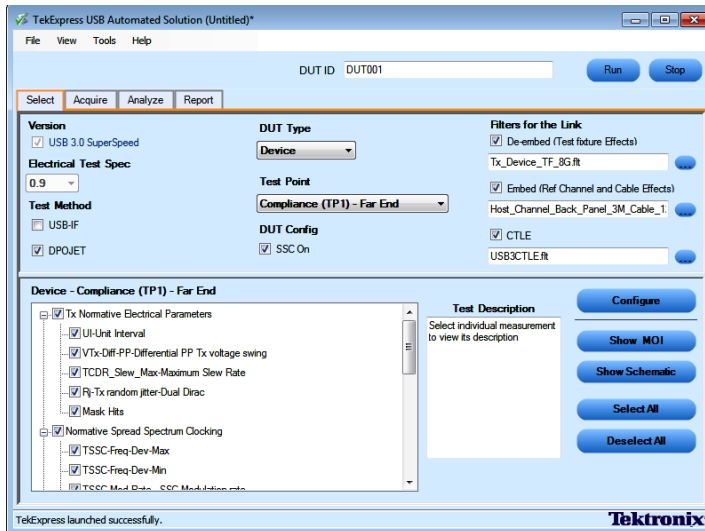 TekExpress USB Automated Solution (Untitled)*
File View Tools Help
DUT ID DUT001 Run Stop
Select Acquire Analyze Report
Version
USB 3.0 SuperSpeed
Electrical Test Spec
0.9
Test Method
USB-IF
DPOJET
DUT Type
Device
Test Point
Compliance (TP1) - Far End
DUT Config
SSC On
Filters for the Link
De-embed (Test fixture Effects)
Tx_Device_TF_8G.flt
...
Embed (Ref Channel and Cable Effects)
Host_Channel_Back_Panel_3M_Cable_1:
...
CTLE
USB3CTLE.flt
...
Device - Compliance (TP1) - Far End
Tx Normative Electrical Parameters
UI-Unit Interval
VTx-Diff-PP-Differential PP Tx voltage swing
TCDR_Slew_Max-Maximum Slew Rate
Rj-Tx random jitter-Dual Dirac
Mask Hits
Normative Spread Spectrum Clocking
TSSC-Freq-Dev-Max
TSSC-Freq-Dev-Min
TSSC-Mod-Rate - SSC Modulation rate
Test Description
Select individual measurement
to view its description
Configure
Show MOI
Show Schematic
Select All
Deselect All
TekExpress launched successfully.
Tektronix